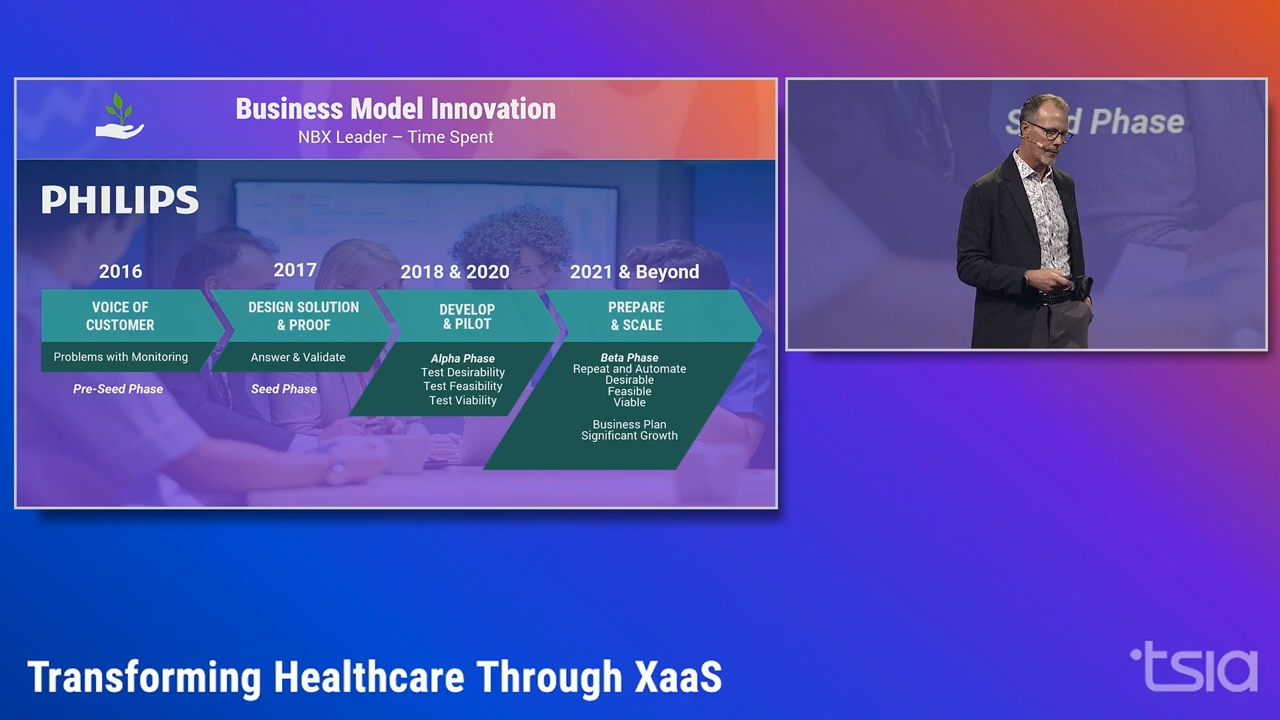 Business Model Innovation
NBX Leader – Time Spent
PHILIPS
2016
2017
2018 & 2020
2021 & Beyond
VOICE OF
CUSTOMER
DESIGN SOLUTION
& PROOF
DEVELOP
& PILOT
PREPARE
& SCALE
Problems with Monitoring
Pre-Seed Phase
Answer & Validate
Seed Phase
Alpha Phase
Test Desirability
Test Feasibility
Test Viability
Beta Phase
Repeat and Automate
Desirable
Feasible
Viable
Business Plan
Significant Growth
Phase
Transforming Healthcare Through XaaS
tsia